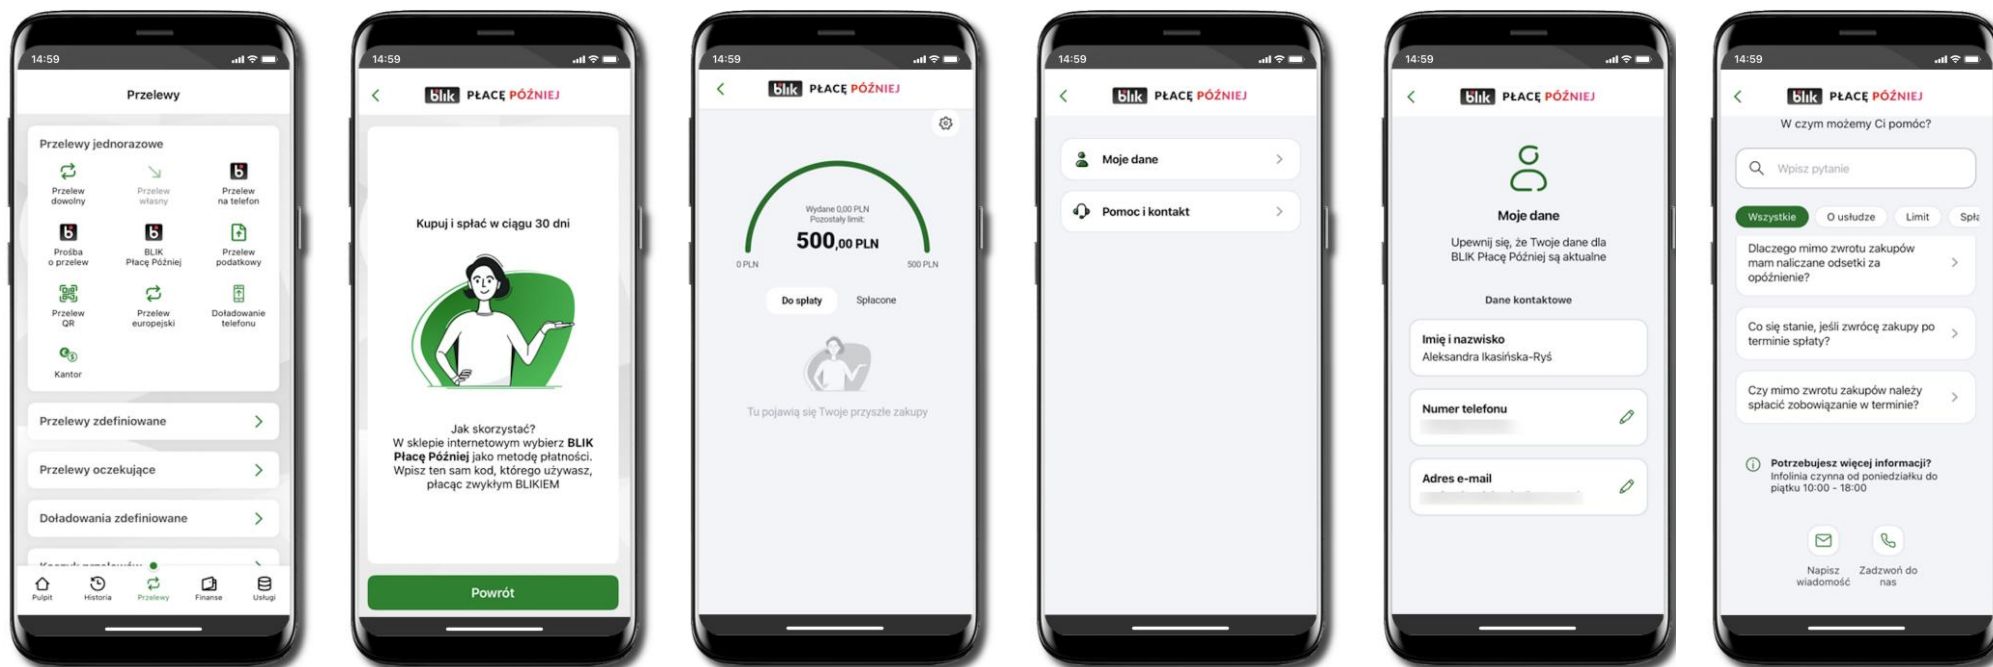 14:59
Przelewy
Przelewy jednorazowe
Przelew
dowolny
Przelew
własny
Przelew
na telefon
Prośba
o przelew
BLIK
Płacę Później
Przelew
podatkowy
Przelew
QR
Przelew
europejski
Doładowanie
telefonu
Kantor
Przelewy zdefiniowane
Przelewy oczekujące
Doładowania zdefiniowane
Pulpit
Historia
Przelewy
Finanse
Usługi
14:59
blik PŁACĘ PÓŹNIEJ
Kupuj i spłać w ciągu 30 dni
Jak skorzystać?
W sklepie internetowym wybierz BLIK
Płacę Później jako metodę płatności.
Wpisz ten sam kod, którego używasz,
płacąc zwykłym BLIKIEM
Powrót
14:59
blik PŁACĘ PÓŹNIEJ
Wydane 0,00 PLN
Pozostały limit:
500,00 PLN
0 PLN
500 PLN
Do spłaty
Spłacone
Tu pojawią się Twoje przyszłe zakupy
14:59
blik PŁACĘ PÓŹNIEJ
Moje dane
Pomoc i kontakt
14:59
blik PŁACĘ PÓŹNIEJ
Moje dane
Upewnij się, że Twoje dane dla
BLIK Płacę Później są aktualne
Dane kontaktowe
Imię i nazwisko
Aleksandra Ikasińska-Ryś
Numer telefonu
Adres e-mail
14:59
blik PŁACĘ PÓŹNIEJ
W czym możemy Ci pomóc?
Wpisz pytanie
Wszystkie
O usłudze
Limit
Spła
Dlaczego mimo zwrotu zakupów
mam naliczane odsetki za
opóźnienie?
Co się stanie, jeśli zwrócę zakupy po
terminie spłaty?
Czy mimo zwrotu zakupów należy
spłacić zobowiązanie w terminie?
Potrzebujesz więcej informacji?
Infolinia czynna od poniedziałku do
piątku 10:00 - 18:00
Napisz
wiadomość
Zadzwoń do
nas